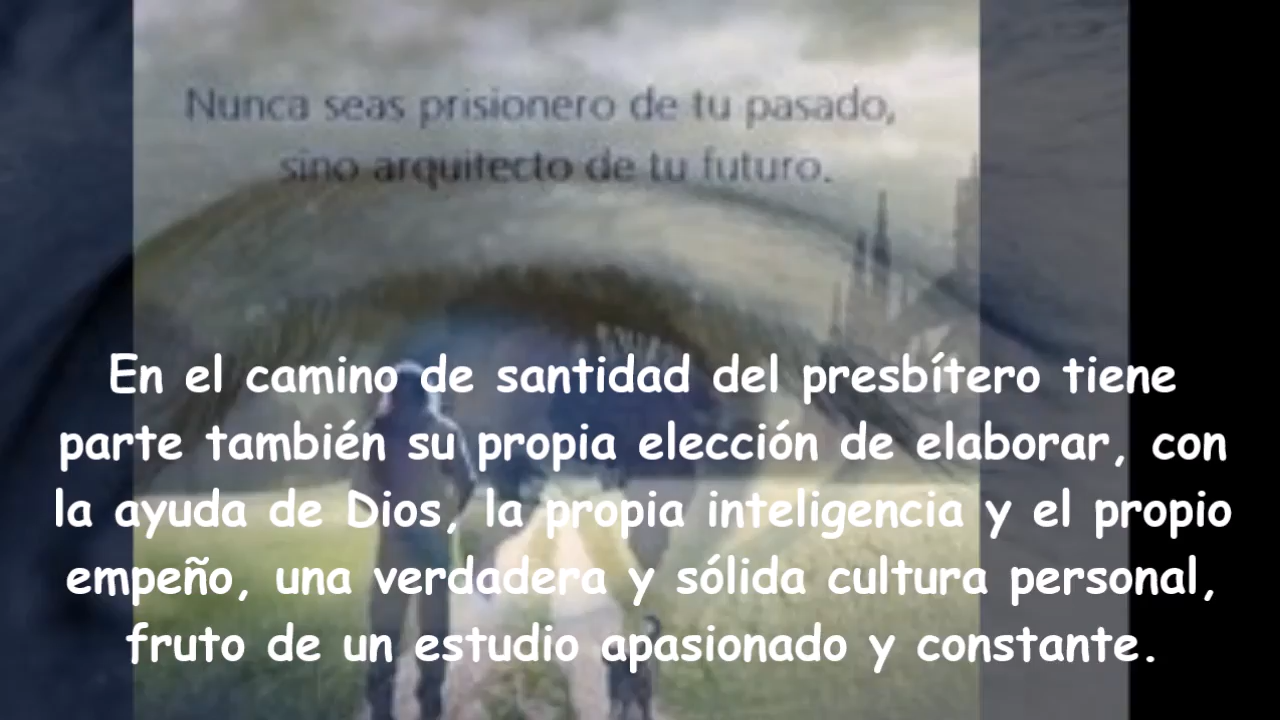 Nunca seas prisionero de tu pasado,
sino arquitecto de tu futuro.
En el camino de santidad del presbítero tiene
parte también su propia elección de elaborar, con
la ayuda de Dios, la propia inteligencia y el propio
empeño, una verdadera y sólida cultura personal,
fruto de un estudio apasionado y constante.